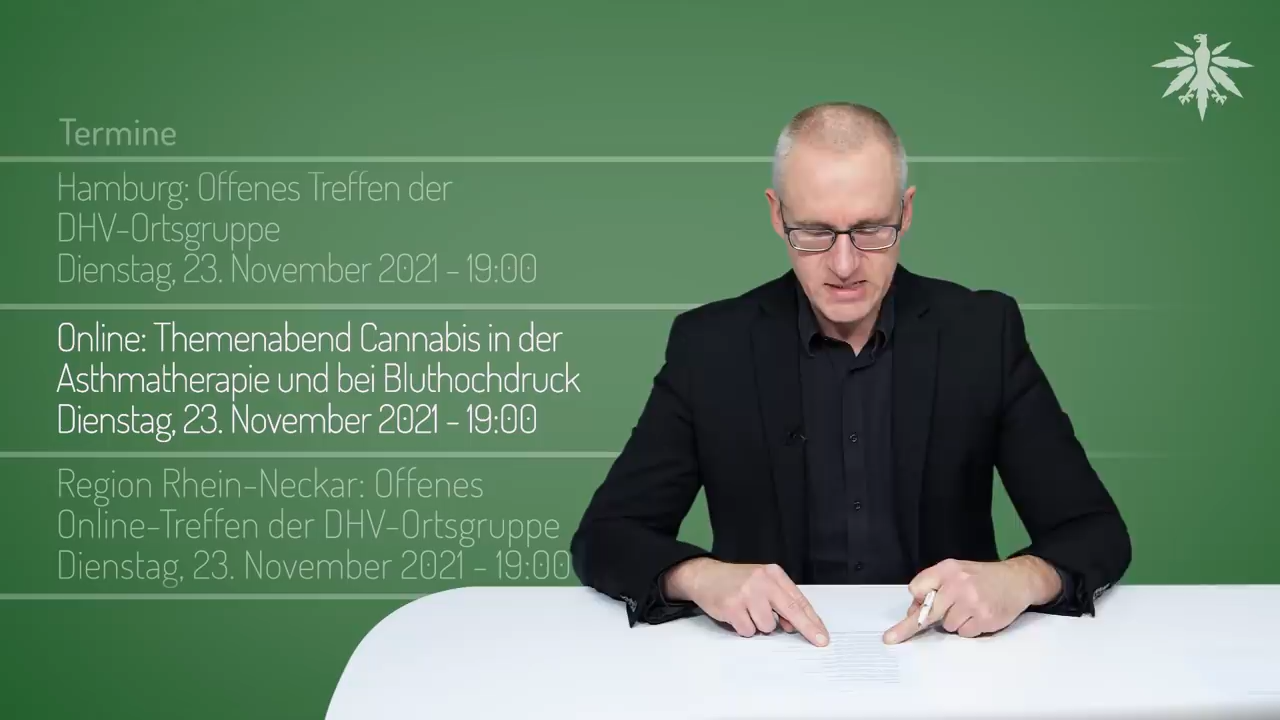 Termine
Hamburg: Offenes Treffen der
DHV-Ortsgruppe
Dienstag, 23. November 2021 - 19:00
Online: Themenabend Cannabis in der
Asthmatherapie und bei Bluthochdruck
Dienstag, 23. November 2021 - 19:00
Region Rhein-Neckar: Offenes
Online-Treffen der DHV-Ortsgruppe
Dienstag, 23. November 2021 - 19:00